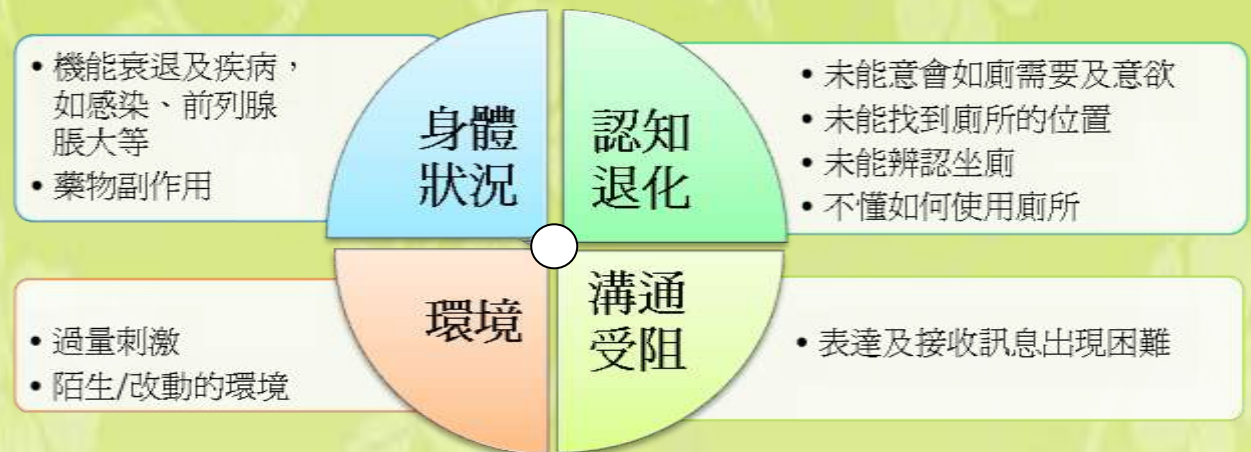 • 機能衰退及疾病，
如感染、前列腺
脹大等
• 藥物副作用
身體
狀況
認知
退化
• 未能意會如廁需要及意欲
• 未能找到廁所的位置
• 未能辨認坐廁
• 不懂如何使用廁所
• 過量刺激
• 陌生/改動的環境
環境
溝通
受阻
• 表達及接收訊息出現困難